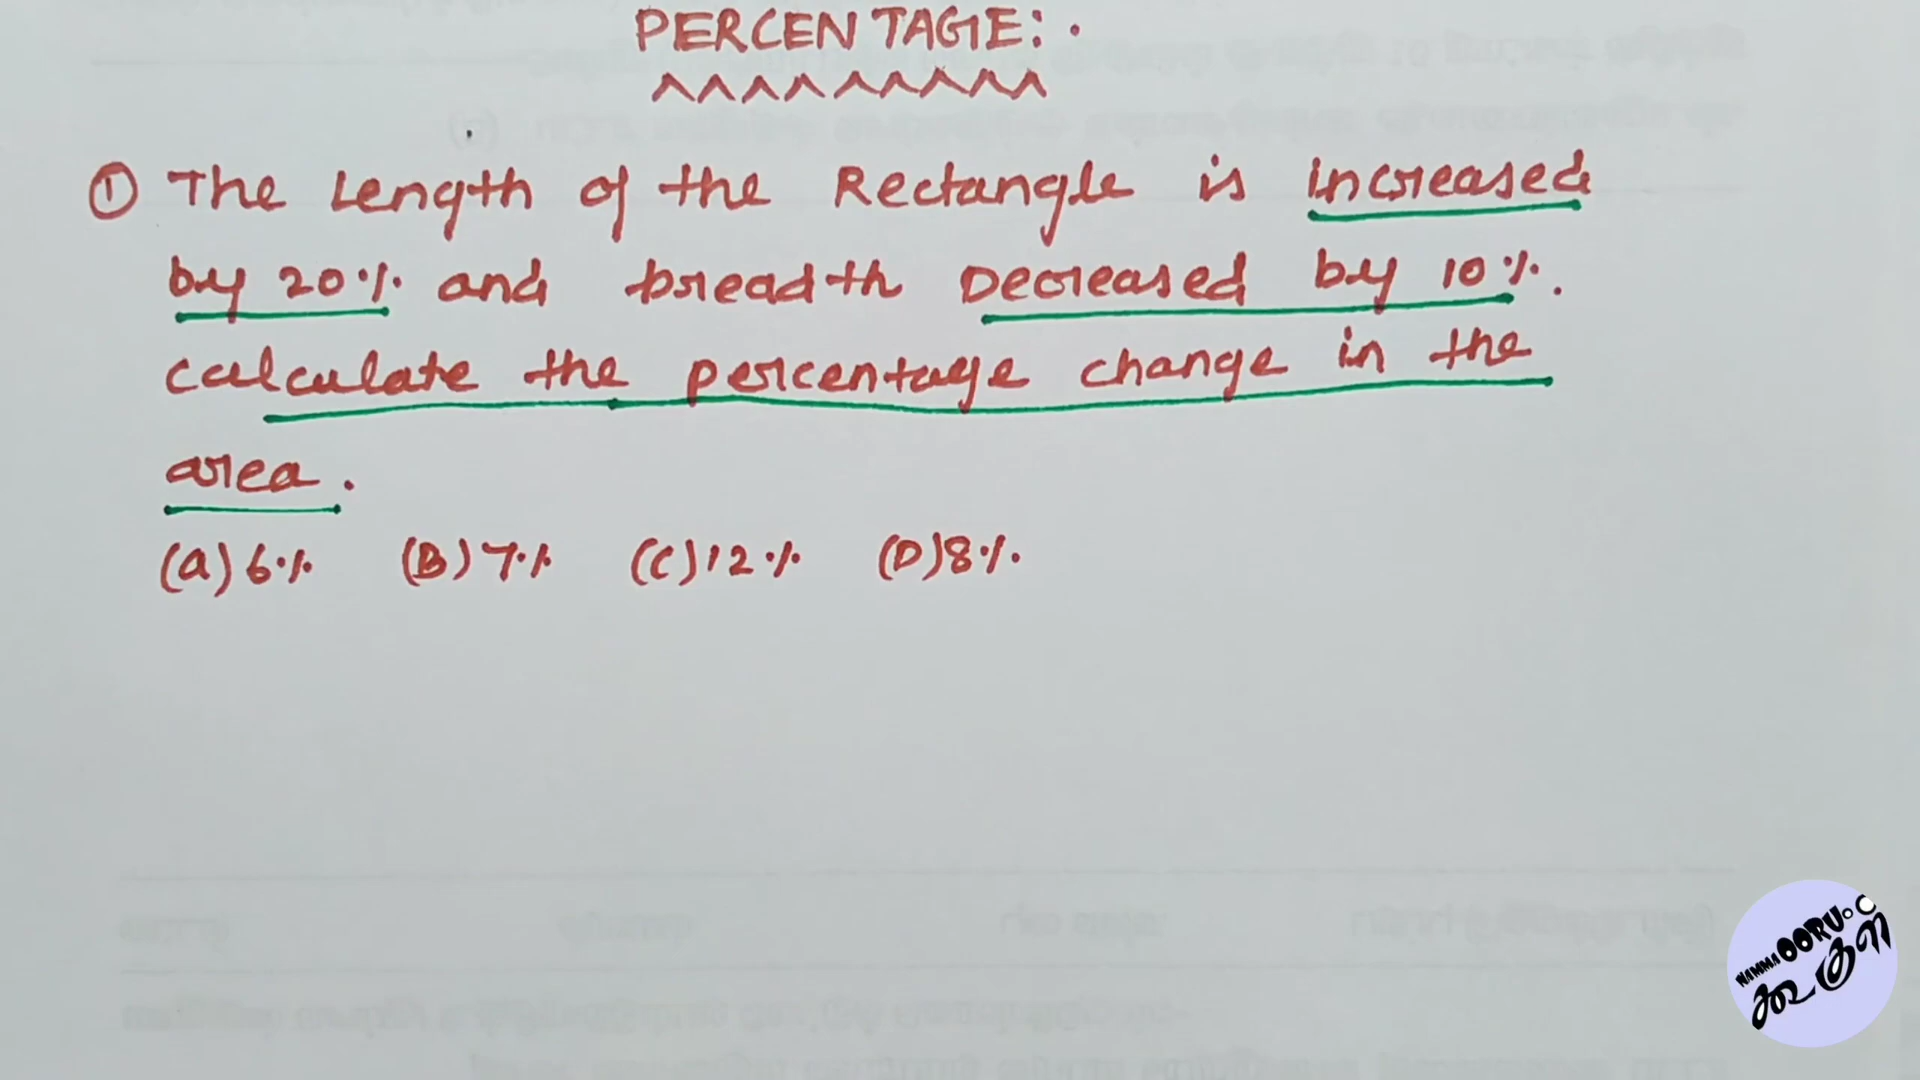 PERCENTAGE:
① The Length of the Rectangle is increased
by 20% and breadth Decreased by 10%.
calculate the percentage change in the
area.
(a) 6% (B) 7% (C) 12% (D) 8%
NAMMA OORU